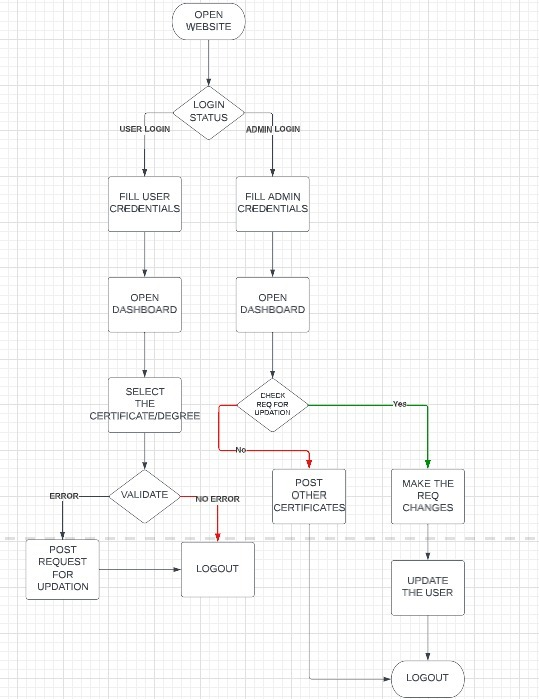 OPEN
WEBSITE
LOGIN
STATUS
USER LOGIN
ADMIN LOGIN
FILL USER
CREDENTIALS
FILL ADMIN
CREDENTIALS
OPEN
DASHBOARD
OPEN
DASHBOARD
SELECT
THE
CERTIFICATE/DEGREE
CHECK
REQ FOR
UPDATION
Yes
No
VALIDATE
ERROR
NO ERROR
POST
OTHER
CERTIFICATES
MAKE THE
REQ
CHANGES
POST
REQUEST
FOR
UPDATION
LOGOUT
UPDATE
THE USER
LOGOUT